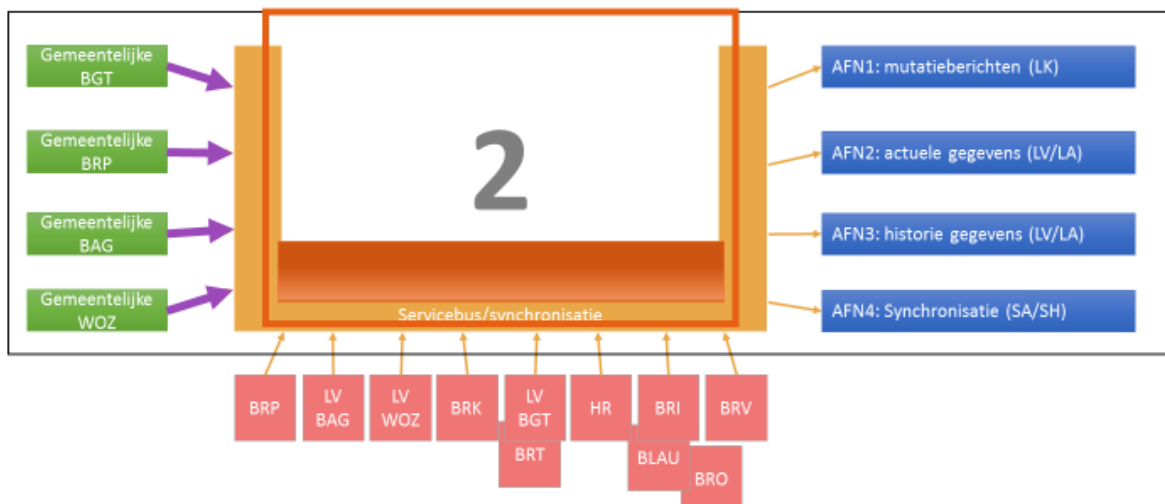 Gemeentelijke
BGT
Gemeentelijke
BRP
Gemeentelijke
BAG
Gemeentelijke
WOZ
2
Servicebus/synchronisatie
AFN1: mutatieberichten (LK)
AFN2: actuele gegevens (LV/LA)
AFN3: historie gegevens (LV/LA)
AFN4: Synchronisatie (SA/SH)
BRP
LV
BAG
LV
WOZ
BRK
LV
BGT
HR
BRI
BRV
BRT
BLAU
BRO